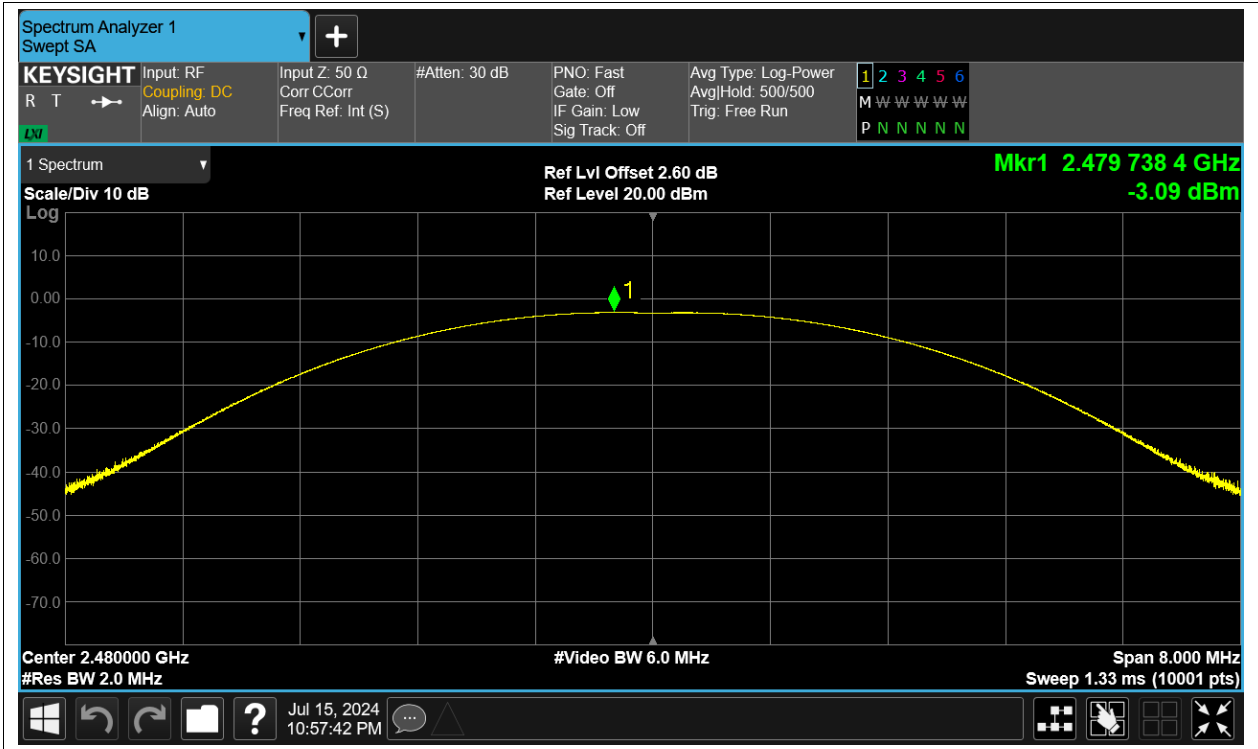 Spectrum Analyzer 1
Swept SA
KEYSIGHT
R T
LXI
Input: RF
Coupling: DC
Align: Auto
Input Z: 50 Ω
Corr CCorr
Freq Ref: Int (S)
#Atten: 30 dB
PNO: Fast
Gate: Off
IF Gain: Low
Sig Track: Off
Avg Type: Log-Power
Avg|Hold: 500/500
Trig: Free Run
1 2 3 4 5 6
M W W W W W
P N N N N N
1 Spectrum
Scale/Div 10 dB
Log
Ref Lvl Offset 2.60 dB
Ref Level 20.00 dBm
Mkr1 2.479 738 4 GHz
-3.09 dBm
1
10.0
0.00
-10.0
-20.0
-30.0
-40.0
-50.0
-60.0
-70.0
Center 2.480000 GHz
#Res BW 2.0 MHz
#Video BW 6.0 MHz
Span 8.000 MHz
Sweep 1.33 ms (10001 pts)
?
Jul 15, 2024
10:57:42 PM